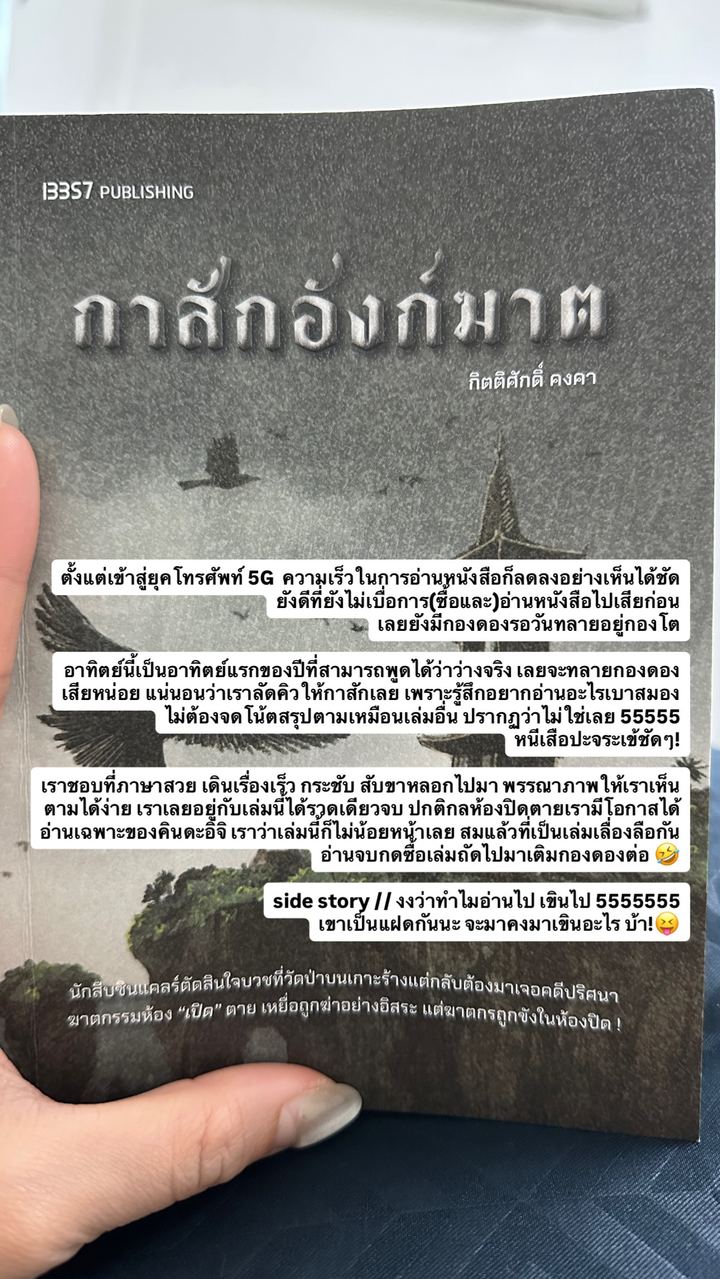 13357 PUBLISHING
กาสักอังก์ฆาต
กิตติศักดิ์ คงคา
ตั้งแต่เข้าสู่ยุคโทรศัพท์ 5G ความเร็วในการอ่านหนังสือก็ลดลงอย่างเห็นได้ชัด
ยังดีที่ยังไม่เบื่อการ(ซื้อและ)อ่านหนังสือไปเสียก่อน
เลยยังมีกองดองรอวันทลายอยู่กองโต
อาทิตย์นี้เป็นอาทิตย์แรกของปีที่สามารถพูดได้ว่าว่างจริง เลยจะทลายกองดอง
เสียหน่อย แน่นอนว่าเราลัดคิวให้กาสักเลย เพราะรู้สึกอยากอ่านอะไรเบาสมอง
ไม่ต้องจดโน้ตสรุปตามเหมือนเล่มอื่น ปรากฏว่าไม่ใช่เลย 55555
หนีเสือปะจระเข้ชัดๆ!
เราชอบที่ภาษาสวย เดินเรื่องเร็ว กระชับ สับขาหลอกไปมา พรรณาภาพให้เราเห็น
ตามได้ง่าย เราเลยอยู่กับเล่มนี้ได้รวดเดียวจบ ปกติกลห้องปิดตายเรามีโอกาสได้
อ่านเฉพาะของคินดะอิจิ เราว่าเล่มนี้ก็ไม่น้อยหน้าเลย สมแล้วที่เป็นเล่มเลื่องลือกัน
อ่านจบกดซื้อเล่มถัดไปมาเติมกองดองต่อ 🤣
side story // งงว่าทำไมอ่านไป เขินไป 5555555
เขาเป็นแฝดกันนะ จะมาคงมาเขินอะไร บ้า!😝
นักสืบซินแคลร์ตัดสินใจบวชที่วัดป่าบนเกาะร้างแต่กลับต้องมาเจอคดีปริศนา
ฆาตกรรมห้อง “เปิด” ตาย เหยื่อถูกฆ่าอย่างอิสระ แต่ฆาตกรถูกขังในห้องปิด !